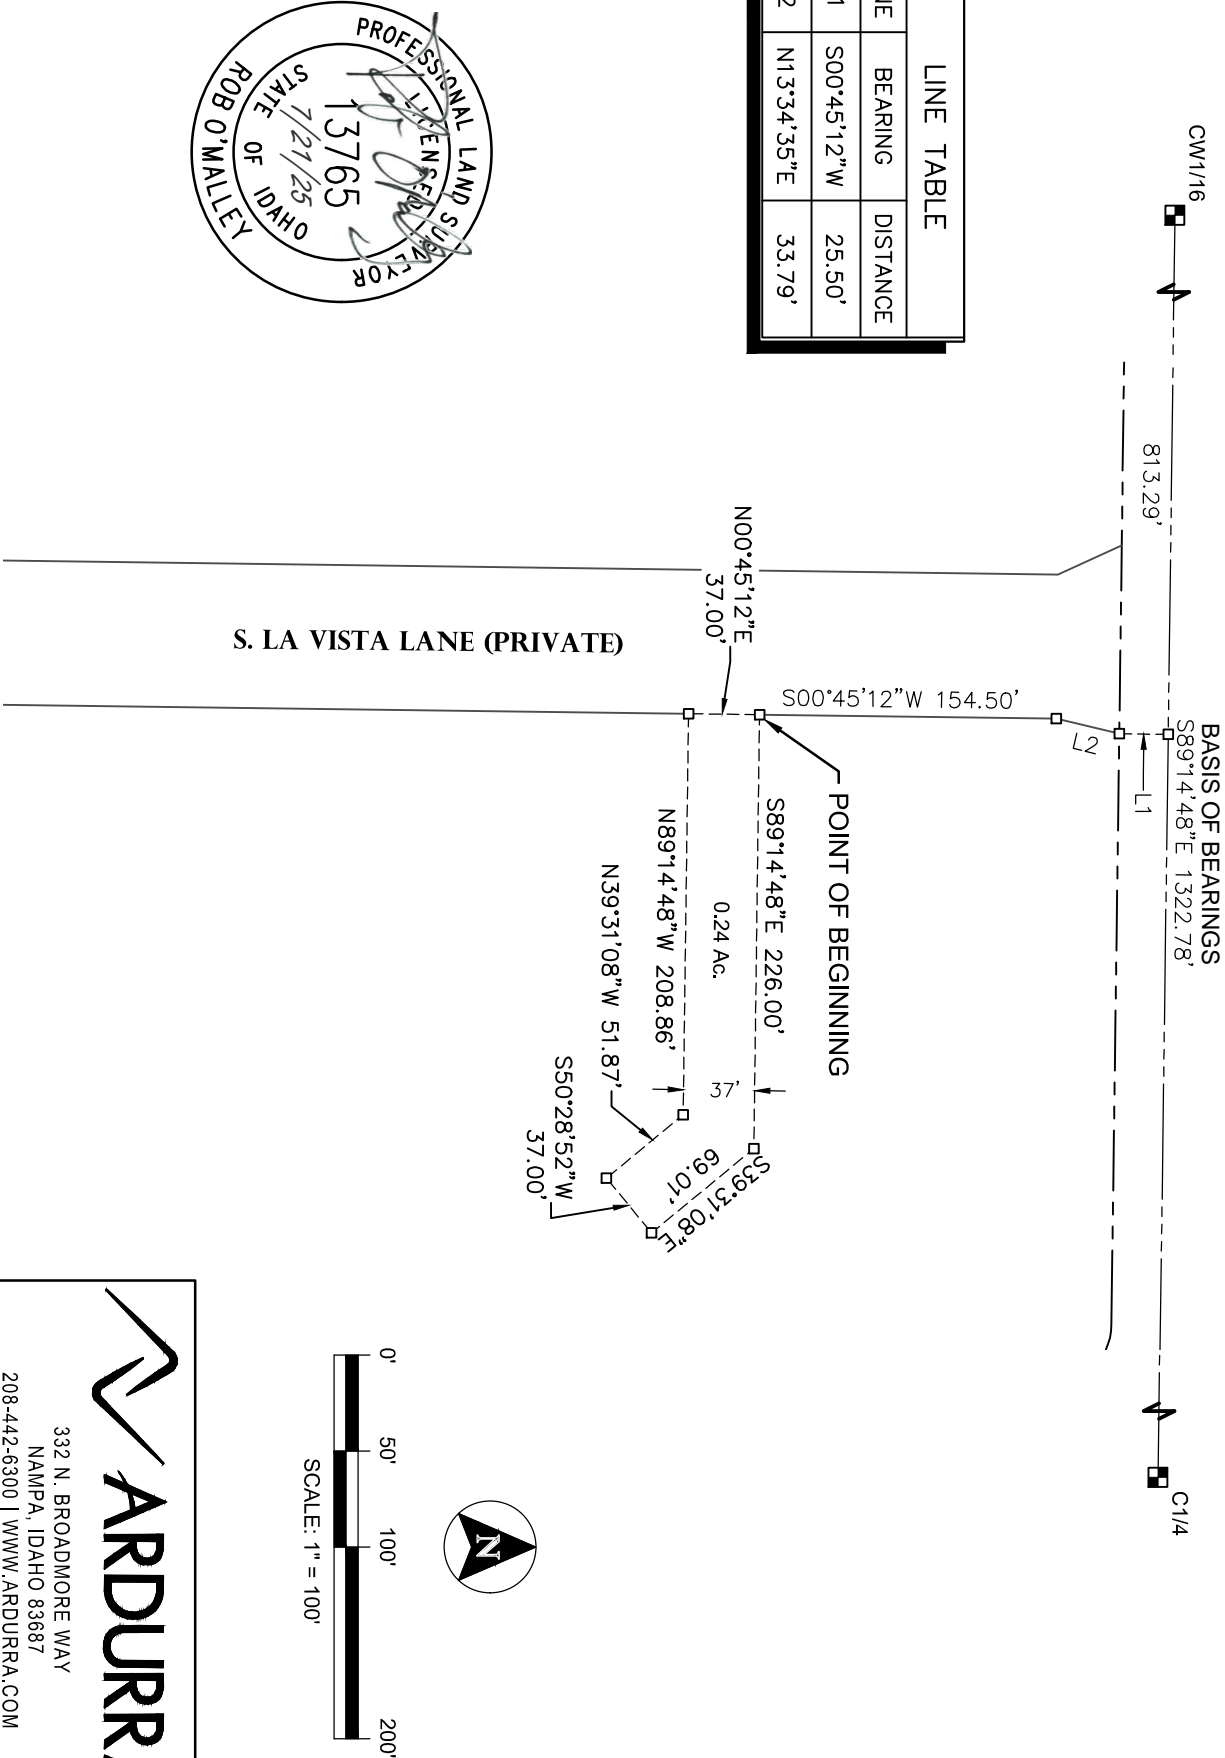 BASIS OF BEARINGS
S89°14'48"E 1322.78'
CW1/16
C1/4
813.29'
L1
L2
LINE TABLE
NE BEARING DISTANCE
1 S00°45'12"W 25.50'
2 N13°34'35"E 33.79'
S00°45'12"W 154.50'
POINT OF BEGINNING
N00°45'12"E
37.00'
S89°14'48"E 226.00'
0.24 Ac.
37'
S39°31'08"E
69.01'
N89°14'48"W 208.86'
N39°31'08"W 51.87'
S50°28'52"W
37.00'
S. LA VISTA LANE (PRIVATE)
PROFESSIONAL LAND SURVEYOR
LICENSED
13765
7/21/25
STATE OF IDAHO
ROB O'MALLEY
N
0' 50' 100' 200'
SCALE: 1" = 100'
ARDURRA
332 N. BROADMORE WAY
NAMPA, IDAHO 83687
208-442-6300 | WWW.ARDURRA.COM